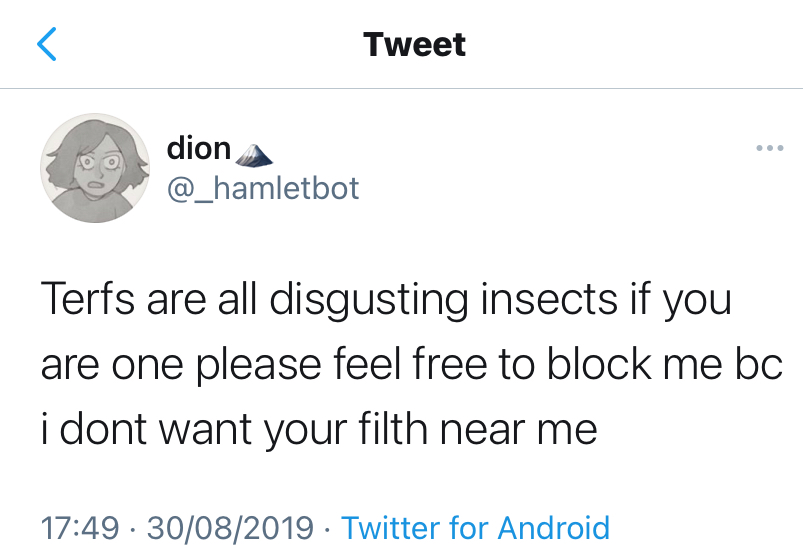 Tweet
dion🗻
@_hamletbot
Terfs are all disgusting insects if you
are one please feel free to block me bc
i dont want your filth near me
17:49 · 30/08/2019 · Twitter for Android